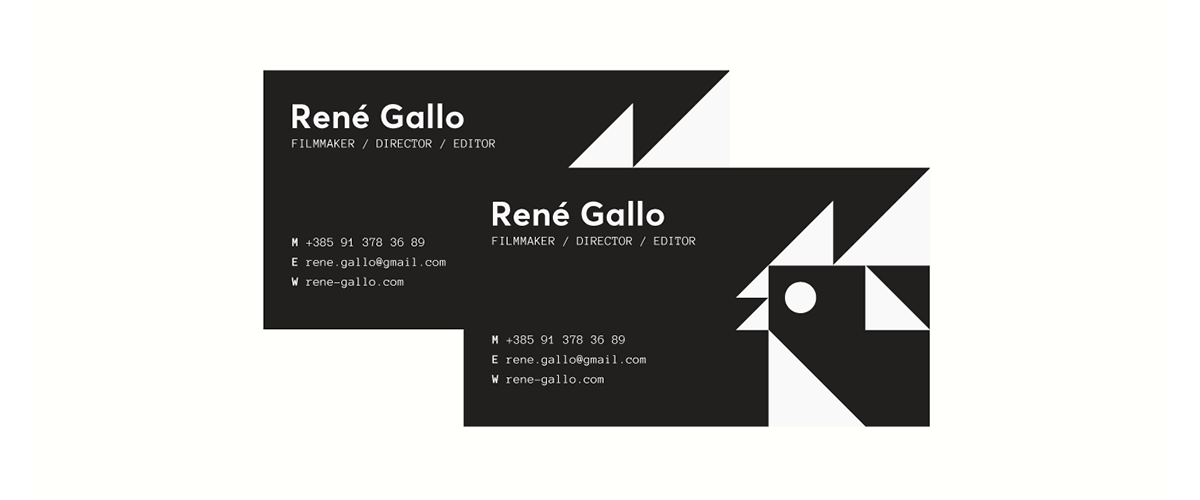 René Gallo
FILMMAKER / DIRECTOR / EDITOR
M +385 91 378 36 89
E rene.gallo@gmail.com
W rene-gallo.com
René Gallo
FILMMAKER / DIRECTOR / EDITOR
M +385 91 378 36 89
E rene.gallo@gmail.com
W rene-gallo.com